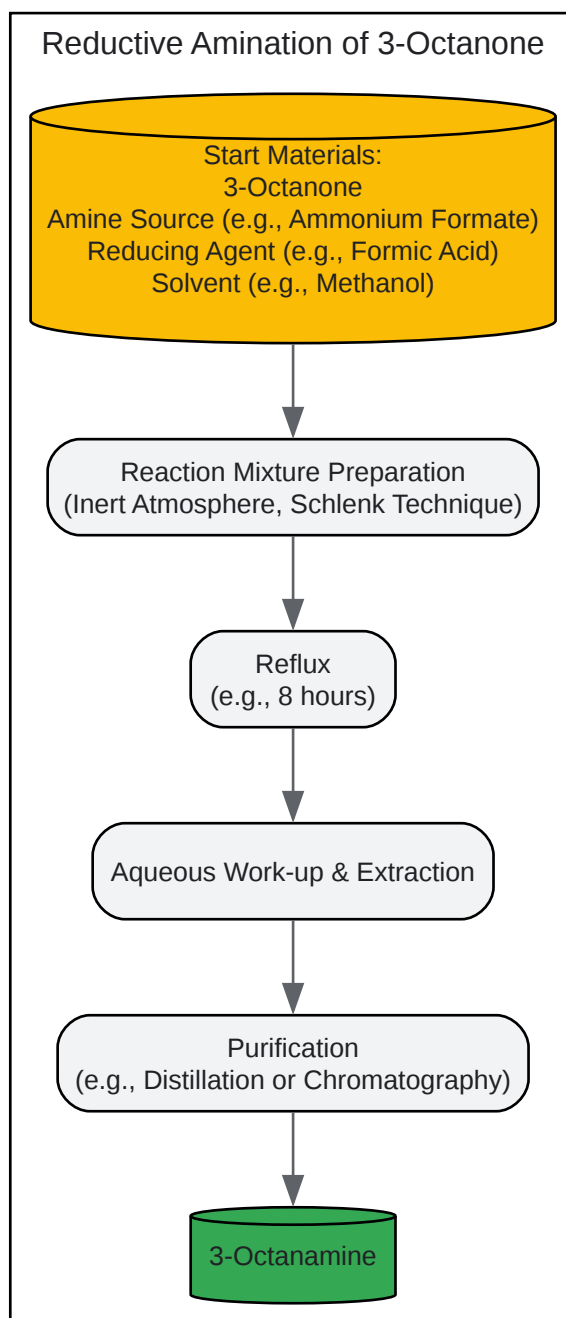 Reductive Amination of 3-Octanone
Start Materials:
3-Octanone
Amine Source (e.g., Ammonium Formate)
Reducing Agent (e.g., Formic Acid)
Solvent (e.g., Methanol)
Reaction Mixture Preparation
(Inert Atmosphere, Schlenk Technique)
Reflux
(e.g., 8 hours)
Aqueous Work-up & Extraction
Purification
(e.g., Distillation or Chromatography)
3-Octanamine